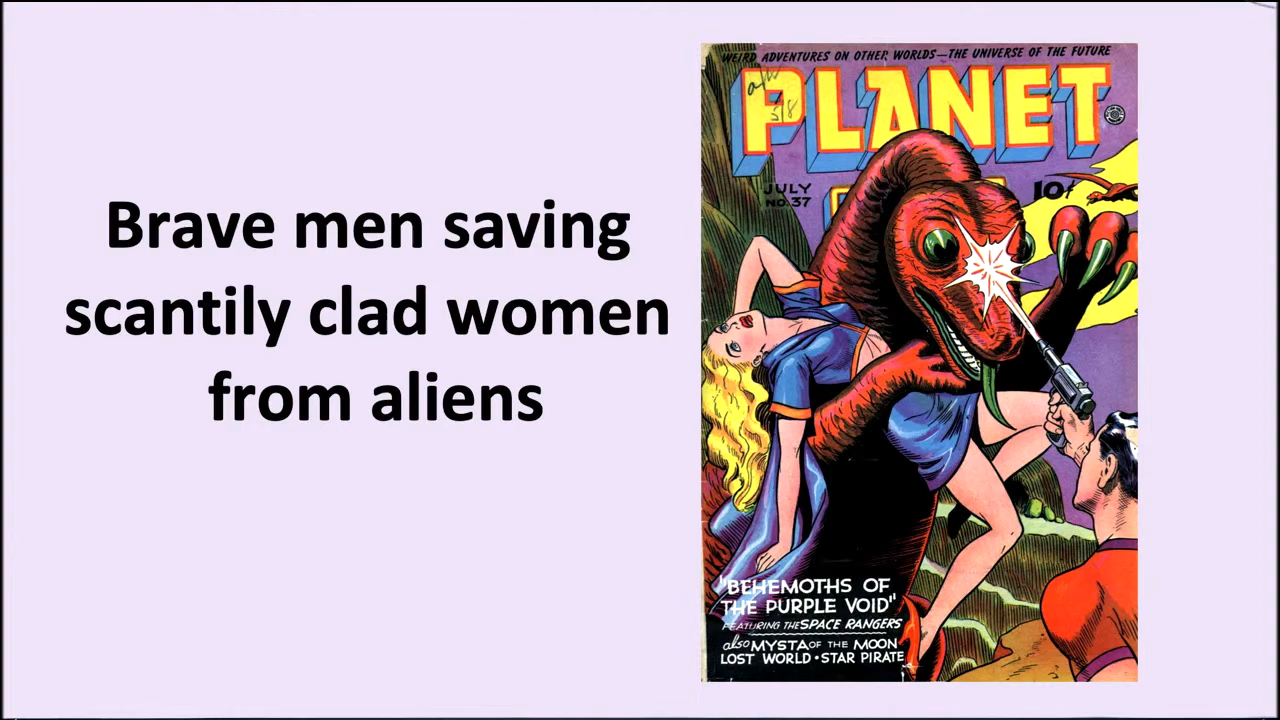 Brave men saving
scantily clad women
from aliens
WEIRD ADVENTURES ON OTHER WORLDS—THE UNIVERSE OF THE FUTURE
PLANET
JULY
NO. 37
10¢
"BEHEMOTHS OF
THE PURPLE VOID"
FEATURING THE SPACE RANGERS
also MYSTA OF THE MOON
LOST WORLD • STAR PIRATE